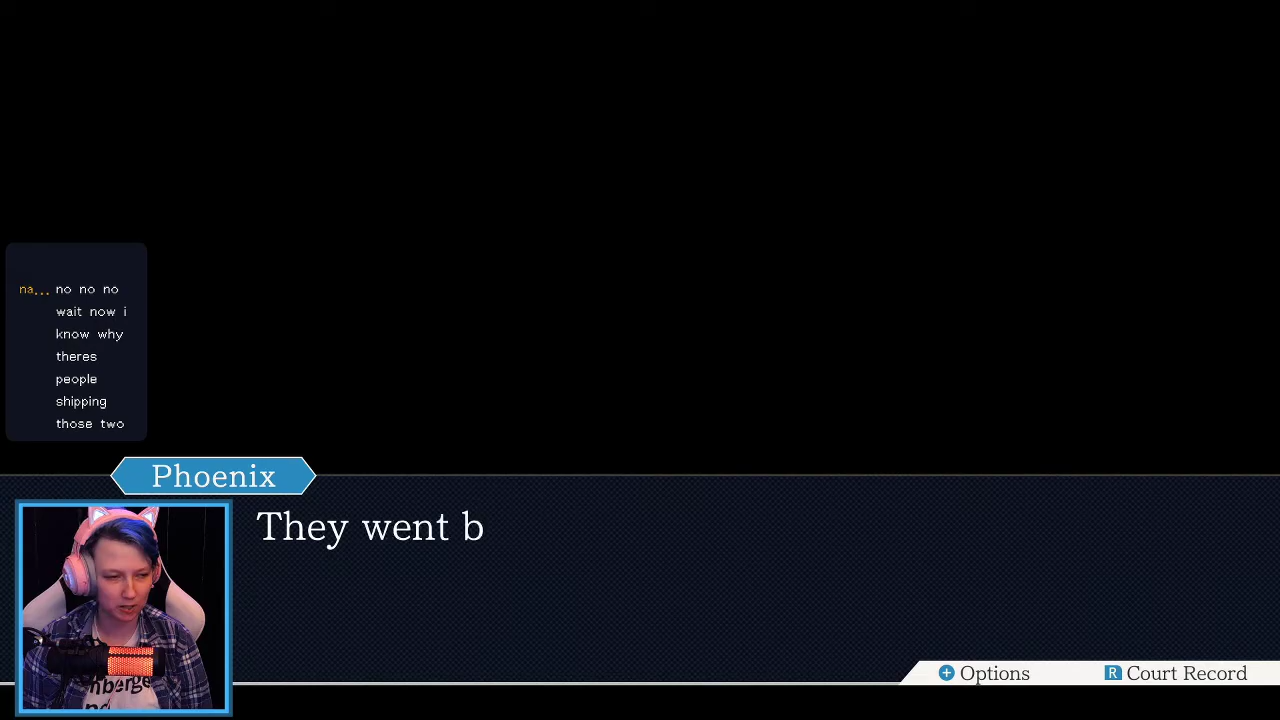 na... no no no
wait now i
know why
theres
people
shipping
those two
Phoenix
They went b
+ Options
R Court Record